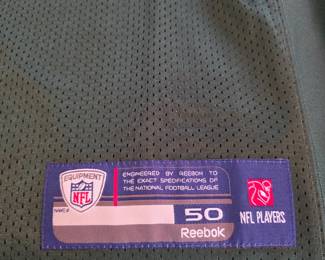 EQUIPMENT
NFL
ENGINEERED BY REEBOK TO
THE EXACT SPECIFICATIONS OF
THE NATIONAL FOOTBALL LEAGUE
50
Reebok
NFL PLAYERS